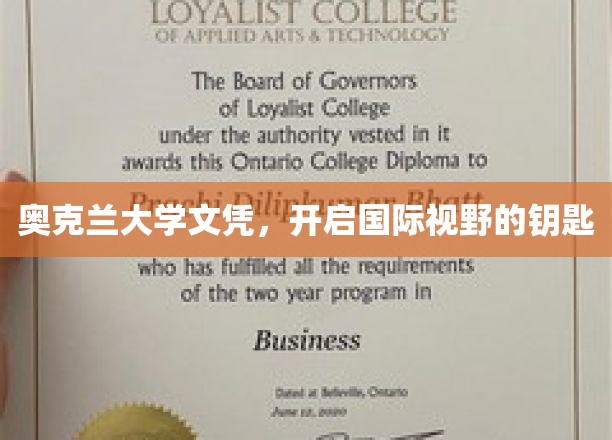 LOYALIST COLLEGE
OF APPLIED ARTS & TECHNOLOGY
The Board of Governors
of Loyalist College
under the authority vested in it
awards this Ontario College Diploma to
奥克兰大学文凭，开启国际视野的钥匙
who has fulfilled all the requirements
of the two year program in
Business
Dated at Belleville, Ontario
June 12, 2020